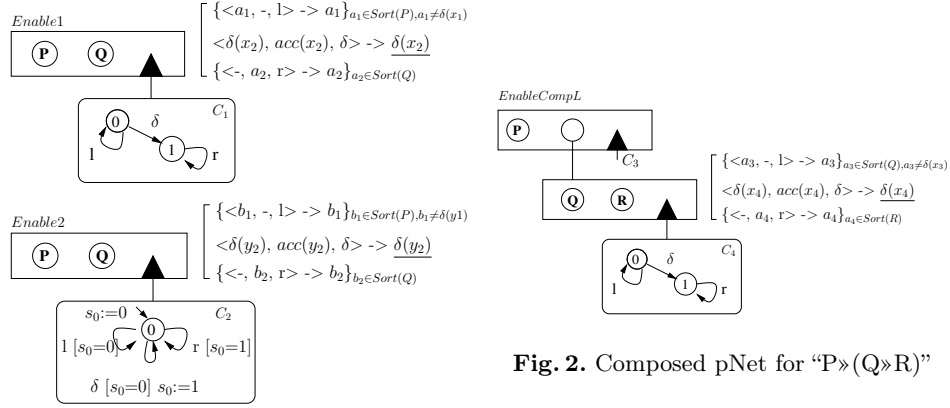 Enable1
P Q
{<a₁, -, l> -> a₁}a₁∈Sort(P),a₁≠δ(x₁)
<δ(x₂), acc(x₂), δ> -> δ(x₂)
{<-, a₂, r> -> a₂}a₂∈Sort(Q)
C₁
0 δ
l 1 r
Enable2
P Q
{<b₁, -, l> -> b₁}b₁∈Sort(P),b₁≠δ(y1)
<δ(y₂), acc(y₂), δ> -> δ(y₂)
{<-, b₂, r> -> b₂}b₂∈Sort(Q)
s₀:=0 C₂
0
l [s₀=0] r [s₀=1]
δ [s₀=0] s₀:=1
EnableCompL
P
C₃
Q R
{<a₃, -, l> -> a₃}a₃∈Sort(Q),a₃≠δ(x₃)
<δ(x₄), acc(x₄), δ> -> δ(x₄)
{<-, a₄, r> -> a₄}a₄∈Sort(R)
C₄
0 δ
l 1 r
Fig. 2. Composed pNet for “P»(Q»R)”